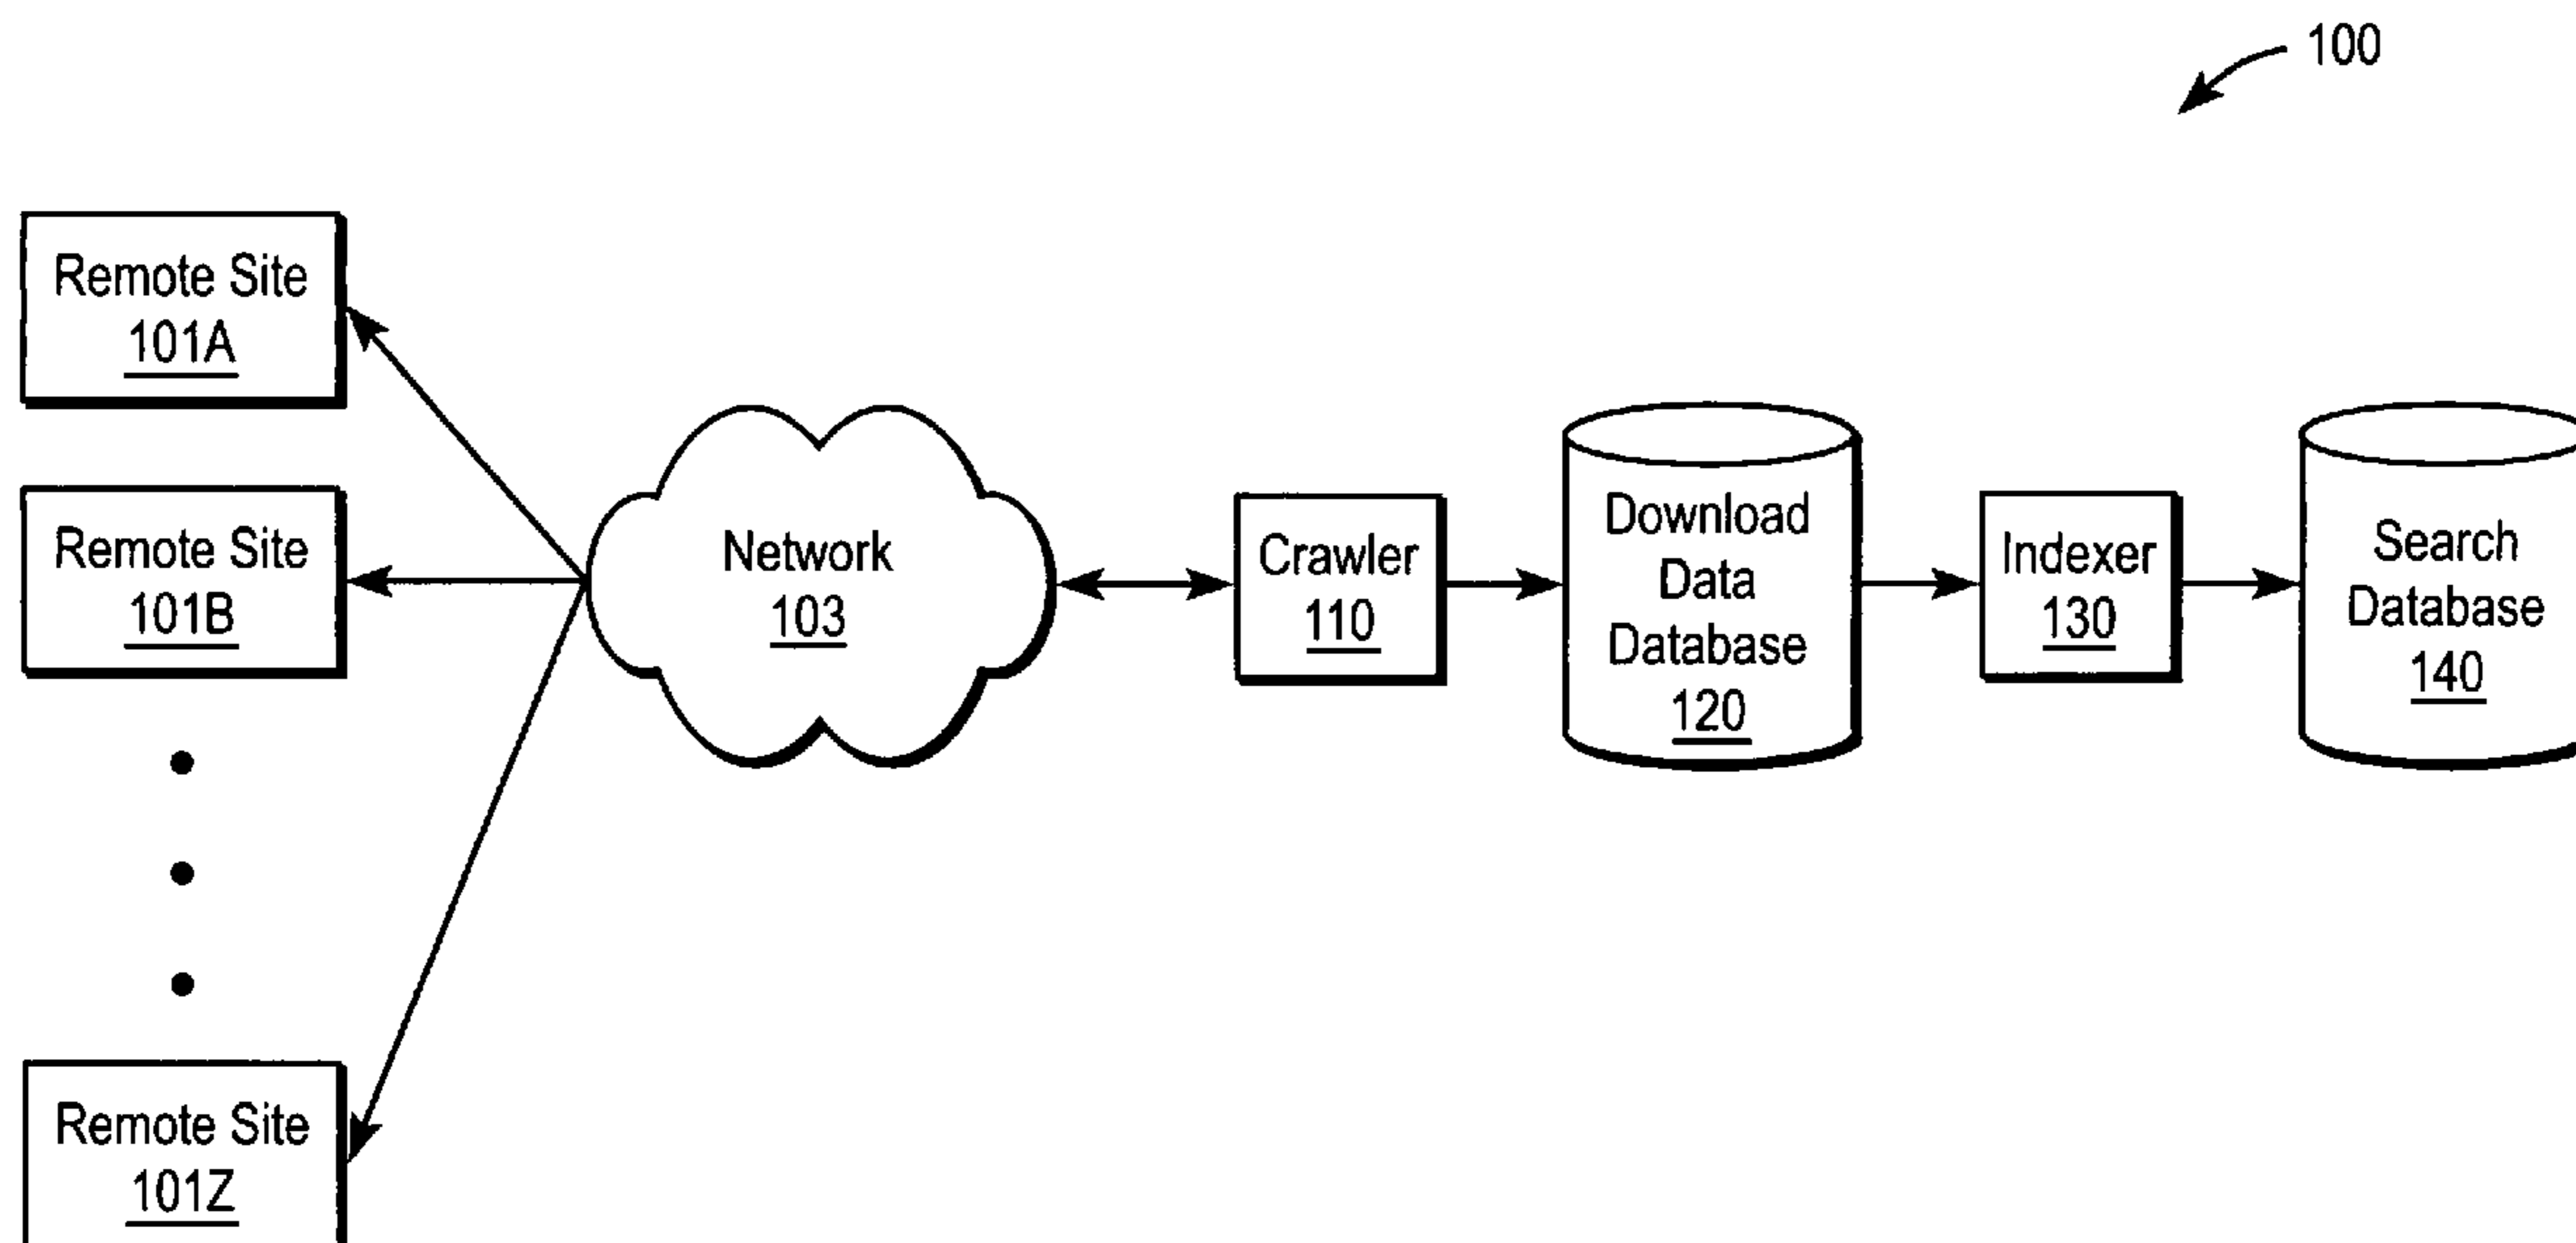 100
Remote Site
101A
Remote Site
101B
Network
103
Crawler
110
Download
Data
Database
120
Indexer
130
Search
Database
140
Remote Site
101Z